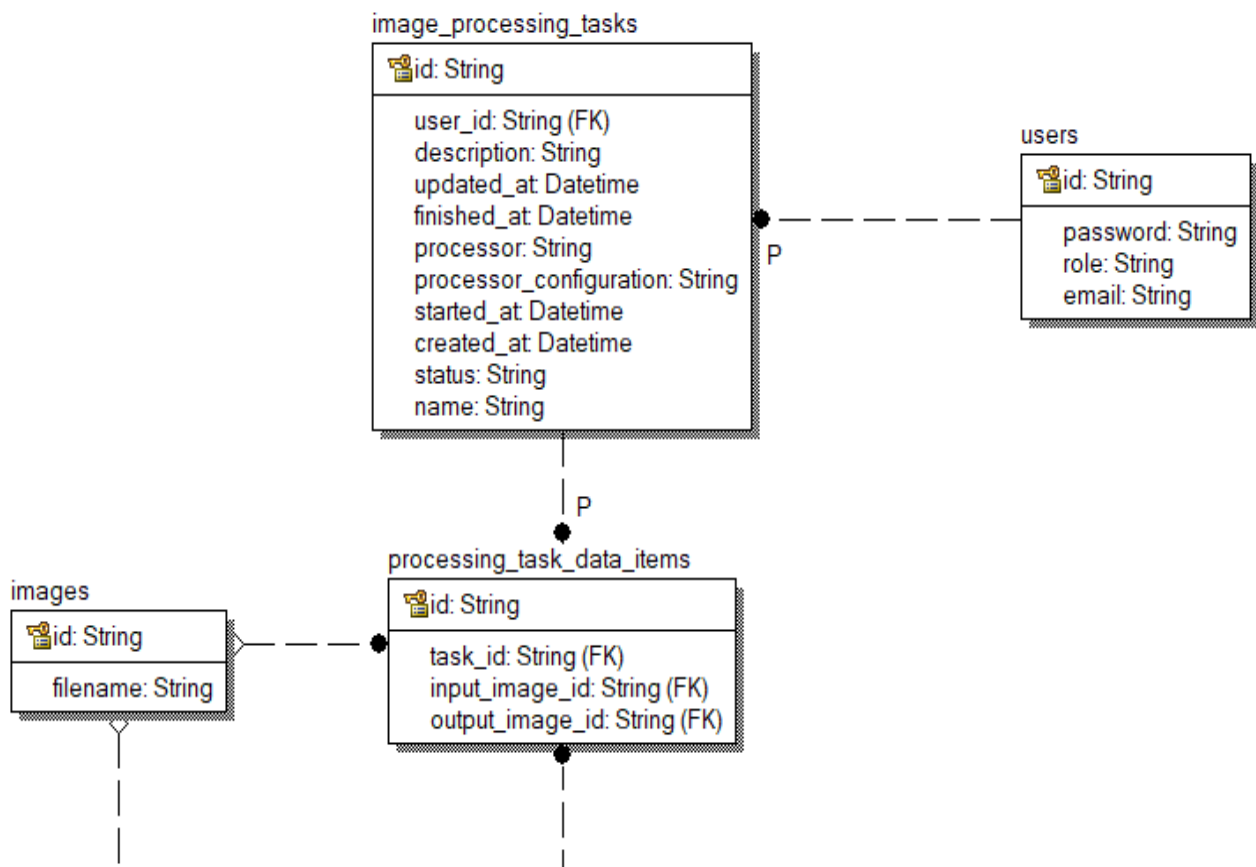 image_processing_tasks
id: String
user_id: String (FK)
description: String
updated_at: Datetime
finished_at: Datetime
processor: String
processor_configuration: String
started_at: Datetime
created_at: Datetime
status: String
name: String
users
id: String
password: String
role: String
email: String
P
P
processing_task_data_items
id: String
task_id: String (FK)
input_image_id: String (FK)
output_image_id: String (FK)
images
id: String
filename: String